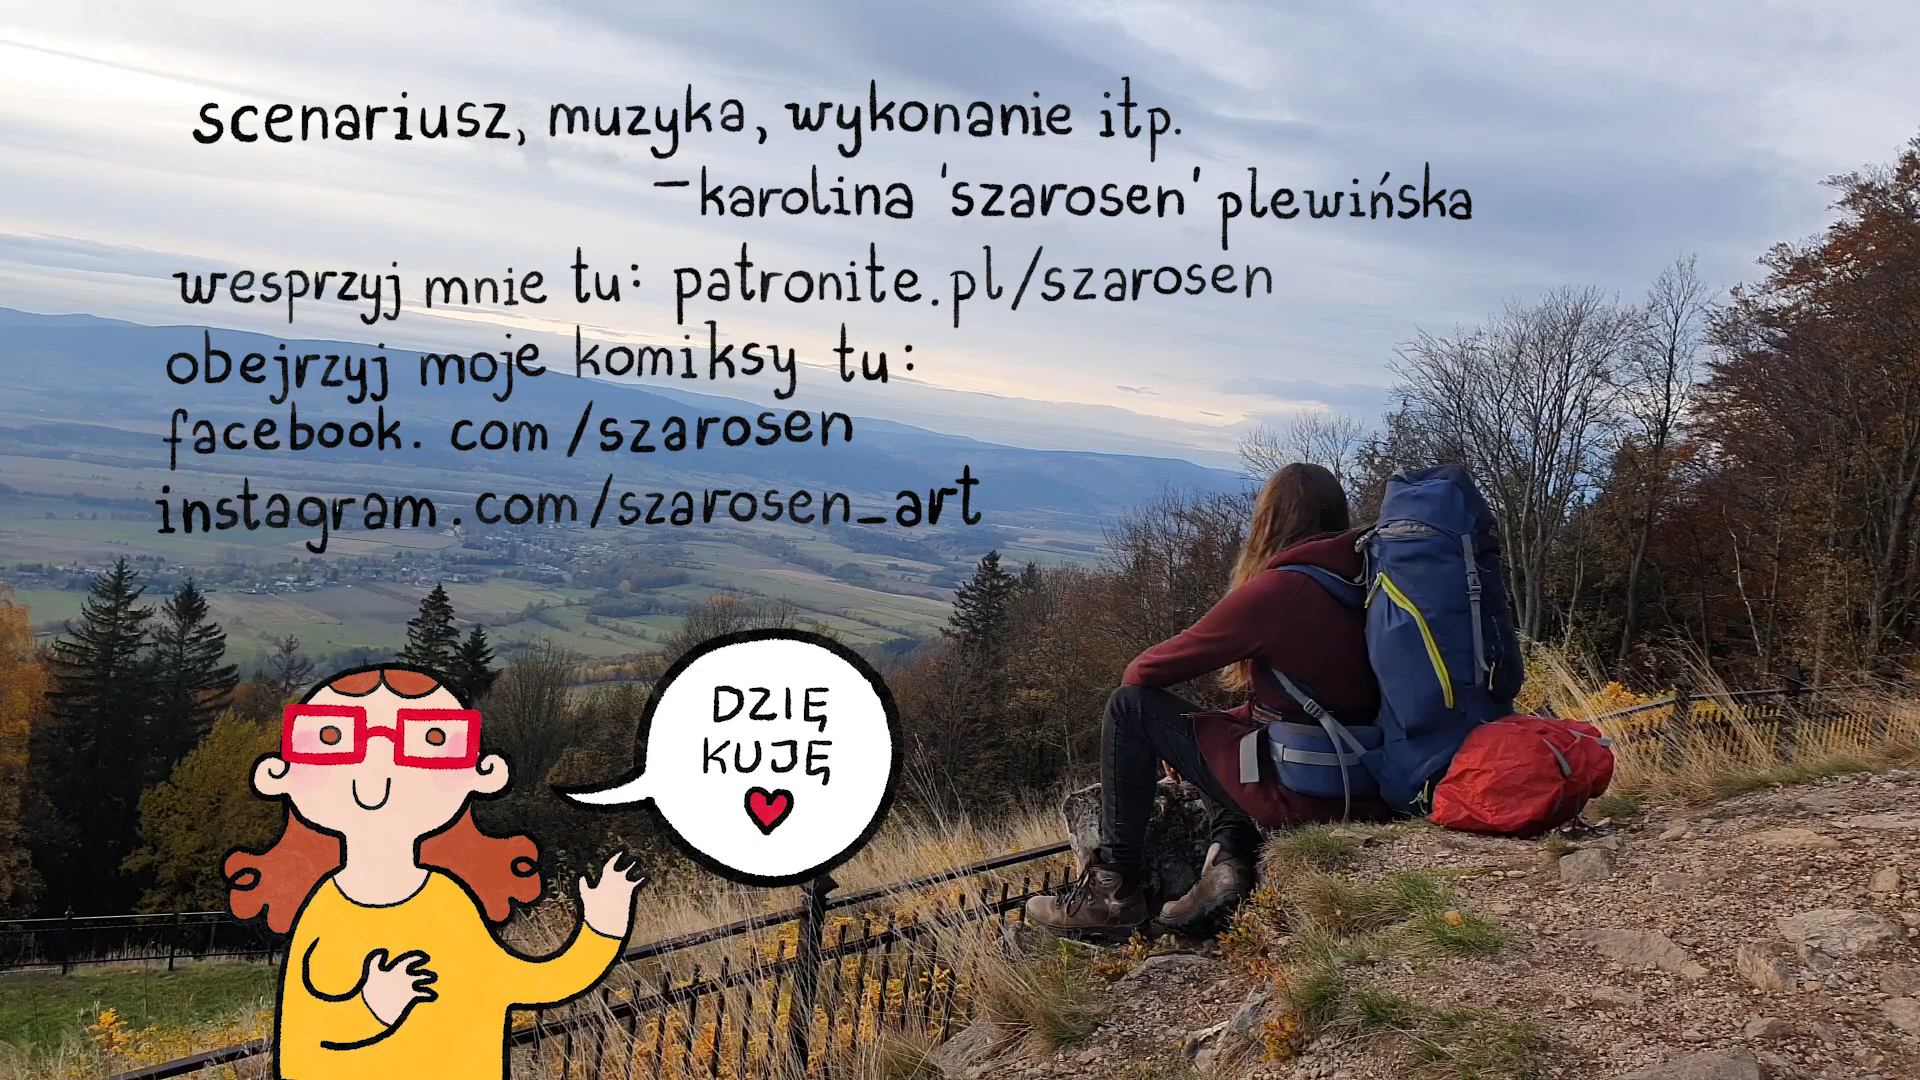 scenariusz, muzyka, wykonanie itp.
- karolina 'szarosen' plewińska
wesprzyj mnie tu: patronite.pl/szarosen
obejrzyj moje komiksy tu:
facebook.com/szarosen
instagram.com/szarosen_art
DZIĘ
KUJĘ